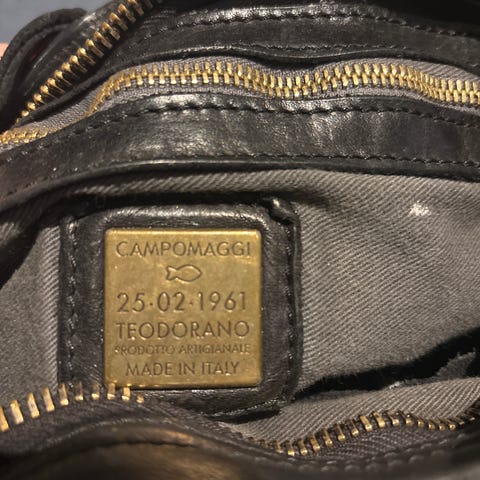 CAMPOMAGGI
25·02·1961
TEODORANO
PRODOTTO ARTIGIANALE
MADE IN ITALY